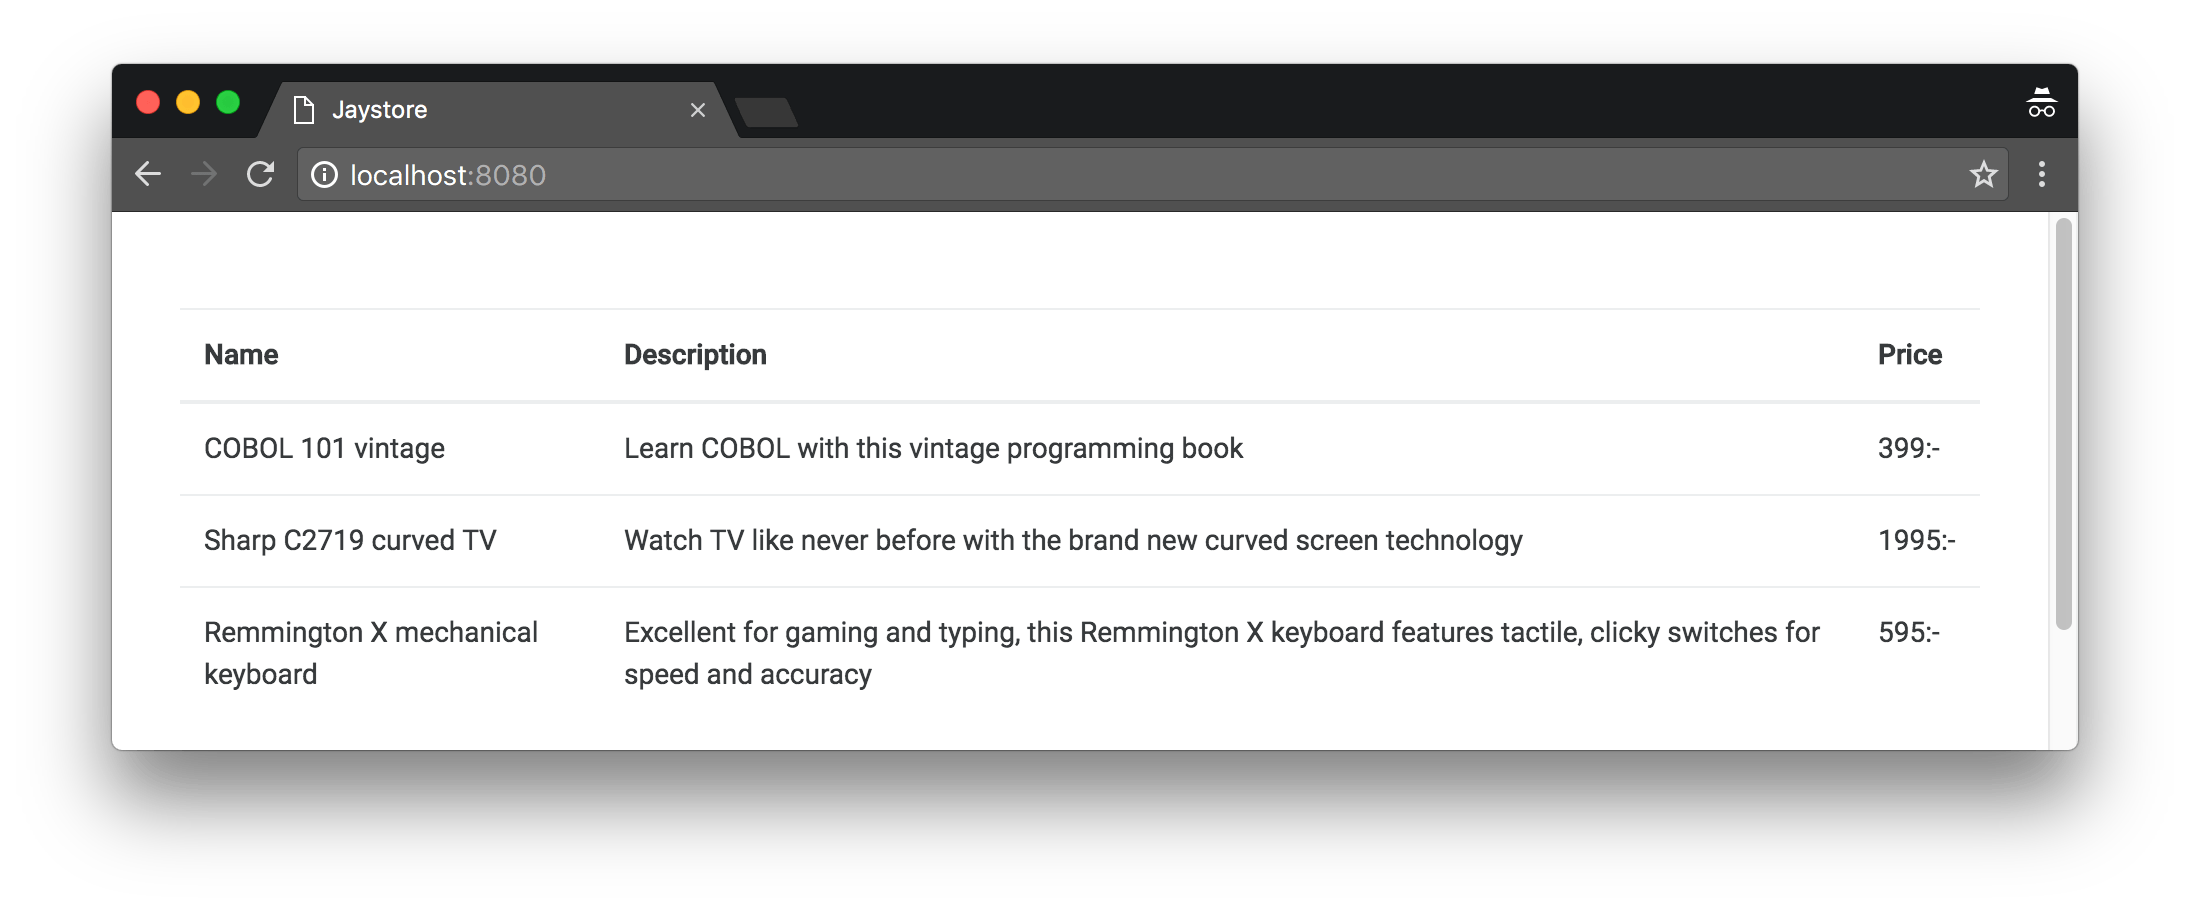 Jaystore
localhost:8080
Name Description Price
COBOL 101 vintage Learn COBOL with this vintage programming book 399:-
Sharp C2719 curved TV Watch TV like never before with the brand new curved screen technology 1995:-
Remmington X mechanical Excellent for gaming and typing, this Remmington X keyboard features tactile, clicky switches for 595:-
keyboard speed and accuracy